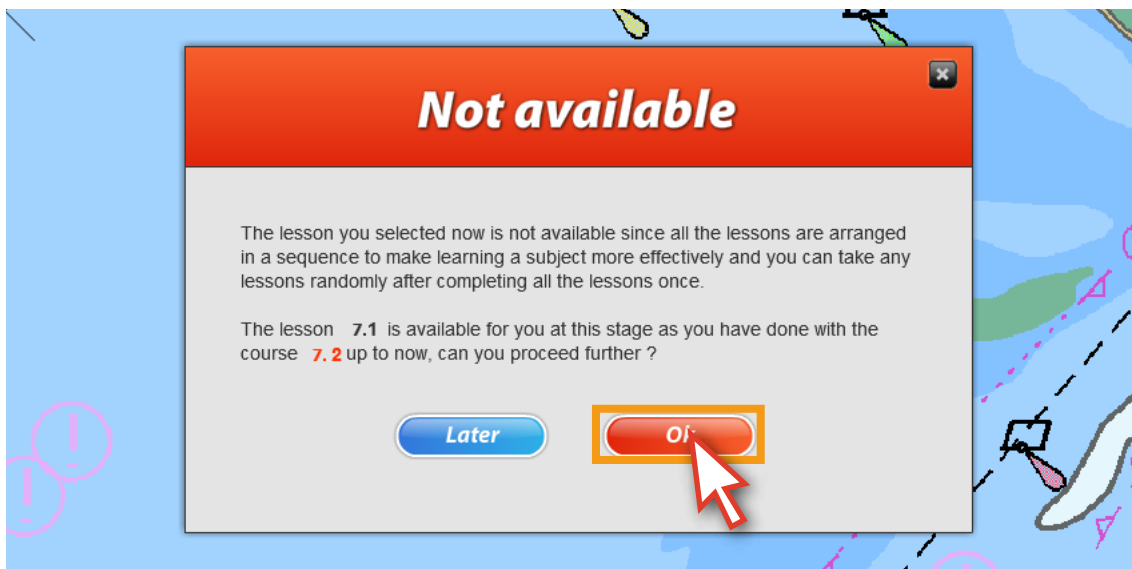 Not available
The lesson you selected now is not available since all the lessons are arranged
in a sequence to make learning a subject more effectively and you can take any
lessons randomly after completing all the lessons once.
The lesson 7.1 is available for you at this stage as you have done with the
course 7. 2 up to now, can you proceed further ?
Later
Ok